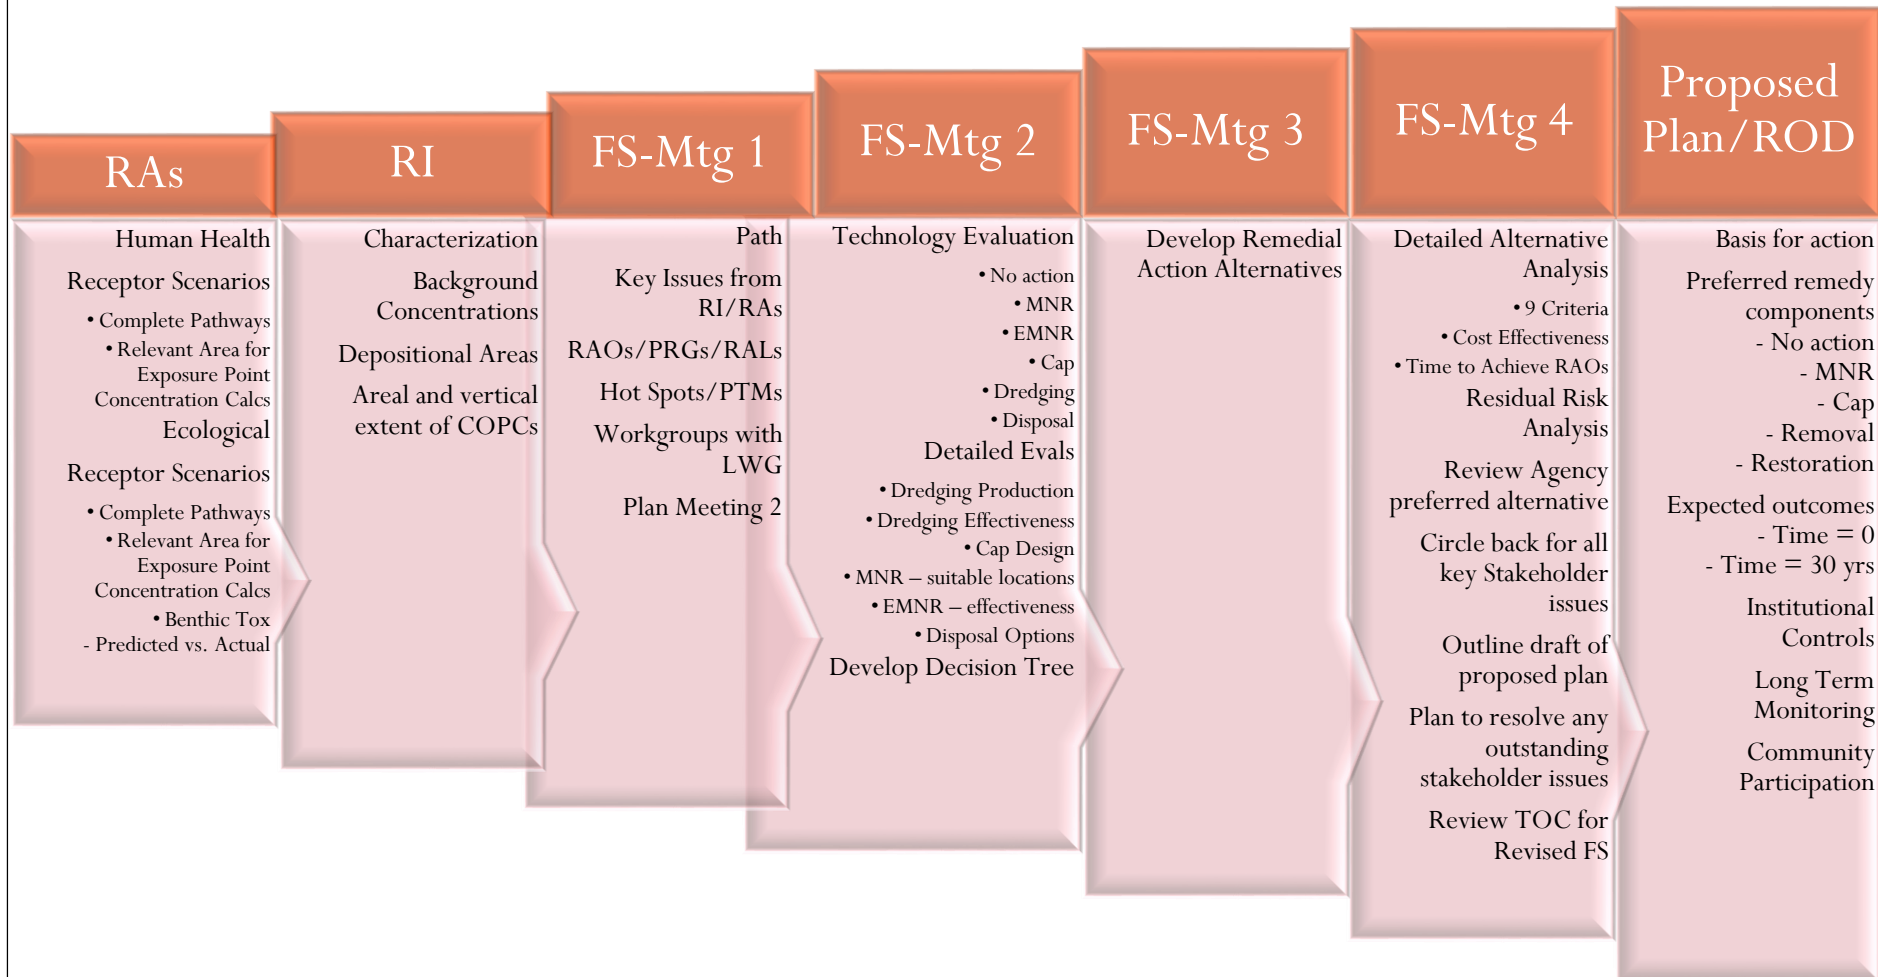 RAs
Human Health
Receptor Scenarios
• Complete Pathways
• Relevant Area for
Exposure Point
Concentration Calcs
Ecological
Receptor Scenarios
• Complete Pathways
• Relevant Area for
Exposure Point
Concentration Calcs
• Benthic Tox
- Predicted vs. Actual
RI
Characterization
Background
Concentrations
Depositional Areas
Areal and vertical
extent of COPCs
FS-Mtg 1
Path
Key Issues from
RI/RAs
RAOs/PRGs/RALs
Hot Spots/PTMs
Workgroups with
LWG
Plan Meeting 2
FS-Mtg 2
Technology Evaluation
• No action
• MNR
• EMNR
• Cap
• Dredging
• Disposal
Detailed Evals
• Dredging Production
• Dredging Effectiveness
• Cap Design
• MNR – suitable locations
• EMNR – effectiveness
• Disposal Options
Develop Decision Tree
FS-Mtg 3
Develop Remedial
Action Alternatives
FS-Mtg 4
Detailed Alternative
Analysis
• 9 Criteria
• Cost Effectiveness
• Time to Achieve RAOs
Residual Risk
Analysis
Review Agency
preferred alternative
Circle back for all
key Stakeholder
issues
Outline draft of
proposed plan
Plan to resolve any
outstanding
stakeholder issues
Review TOC for
Revised FS
Proposed
Plan/ROD
Basis for action
Preferred remedy
components
- No action
- MNR
- Cap
- Removal
- Restoration
Expected outcomes
- Time = 0
- Time = 30 yrs
Institutional
Controls
Long Term
Monitoring
Community
Participation